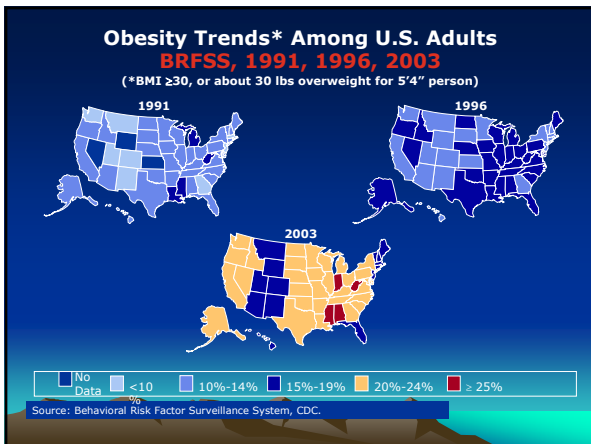 Obesity Trends* Among U.S. Adults
BRFSS, 1991, 1996, 2003
(*BMI ≥30, or about 30 lbs overweight for 5’4” person)
1991
1996
2003
No
Data
<10
%
10%-14%
15%-19%
20%-24%
≥ 25%
Source: Behavioral Risk Factor Surveillance System, CDC.